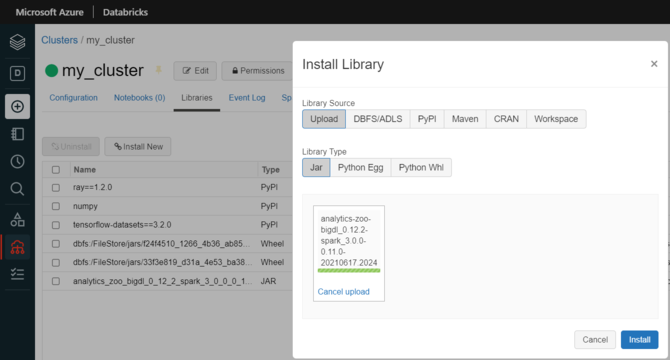 Microsoft Azure Databricks
Clusters / my_cluster
my_cluster Edit Permissions
Configuration Notebooks (0) Libraries Event Log Sp
Uninstall Install New
Name Type
ray==1.2.0 PyPI
numpy PyPI
tensorflow-datasets==3.2.0 PyPI
dbfs:/FileStore/jars/f24f4510_1266_4b36_ab85... Wheel
dbfs:/FileStore/jars/33f3e819_d31a_4e53_ba38... Wheel
analytics_zoo_bigdl_0_12_2_spark_3_0_0_0_1... JAR
Install Library ×
Library Source
Upload DBFS/ADLS PyPI Maven CRAN Workspace
Library Type
Jar Python Egg Python Whl
analytics-zoo-
bigdl_0.12.2-
spark_3.0.0-
0.11.0-
20210617.2024
Cancel upload
Cancel Install